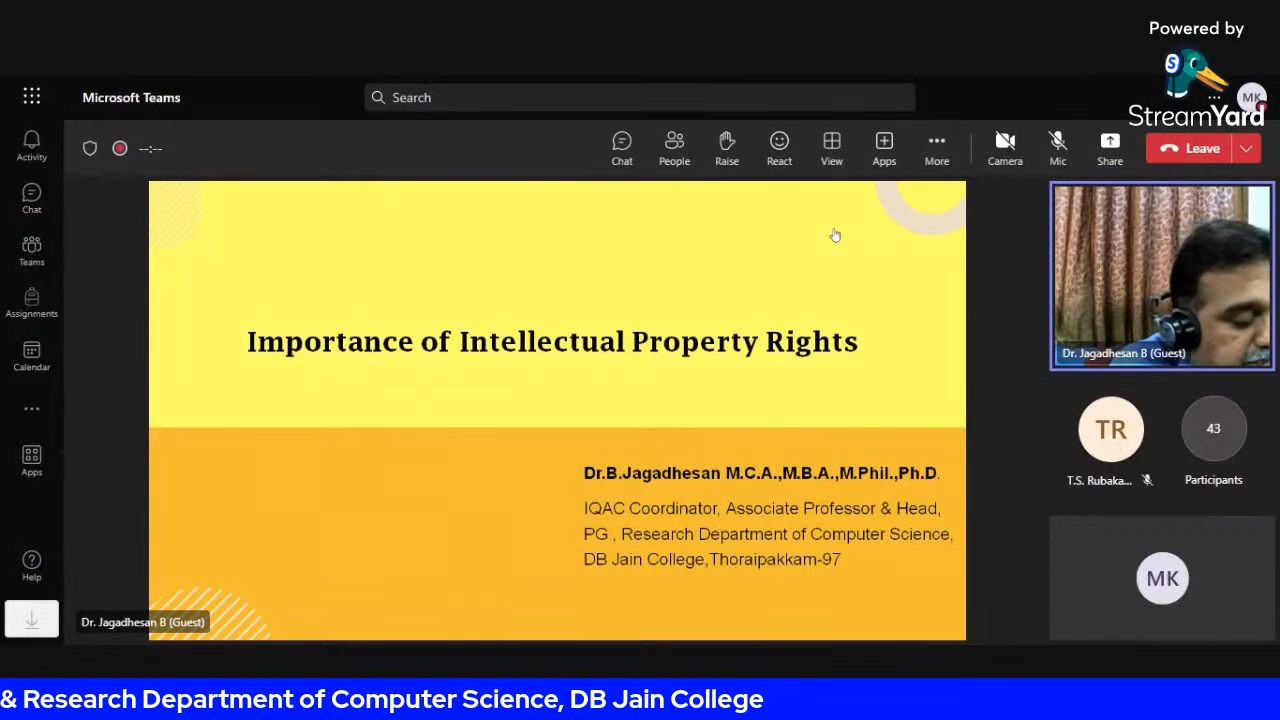 Powered by
S
StreamYard
Microsoft Teams
Search
MK
Activity
Chat
Teams
Assignments
Calendar
Apps
Help
--:--
Chat
People
Raise
React
View
Apps
More
Camera
Mic
Share
Leave
Importance of Intellectual Property Rights
Dr.B.Jagadhesan M.C.A.,M.B.A.,M.Phil.,Ph.D.
IQAC Coordinator, Associate Professor & Head,
PG , Research Department of Computer Science,
DB Jain College,Thoraipakkam-97
Dr. Jagadhesan B (Guest)
Dr. Jagadhesan B (Guest)
TR
T.S. Rubaka...
43
Participants
MK
& Research Department of Computer Science, DB Jain College